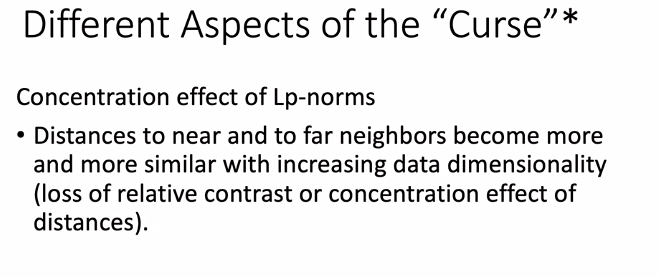 Different Aspects of the “Curse”*
Concentration effect of Lp-norms
• Distances to near and to far neighbors become more
and more similar with increasing data dimensionality
(loss of relative contrast or concentration effect of
distances).